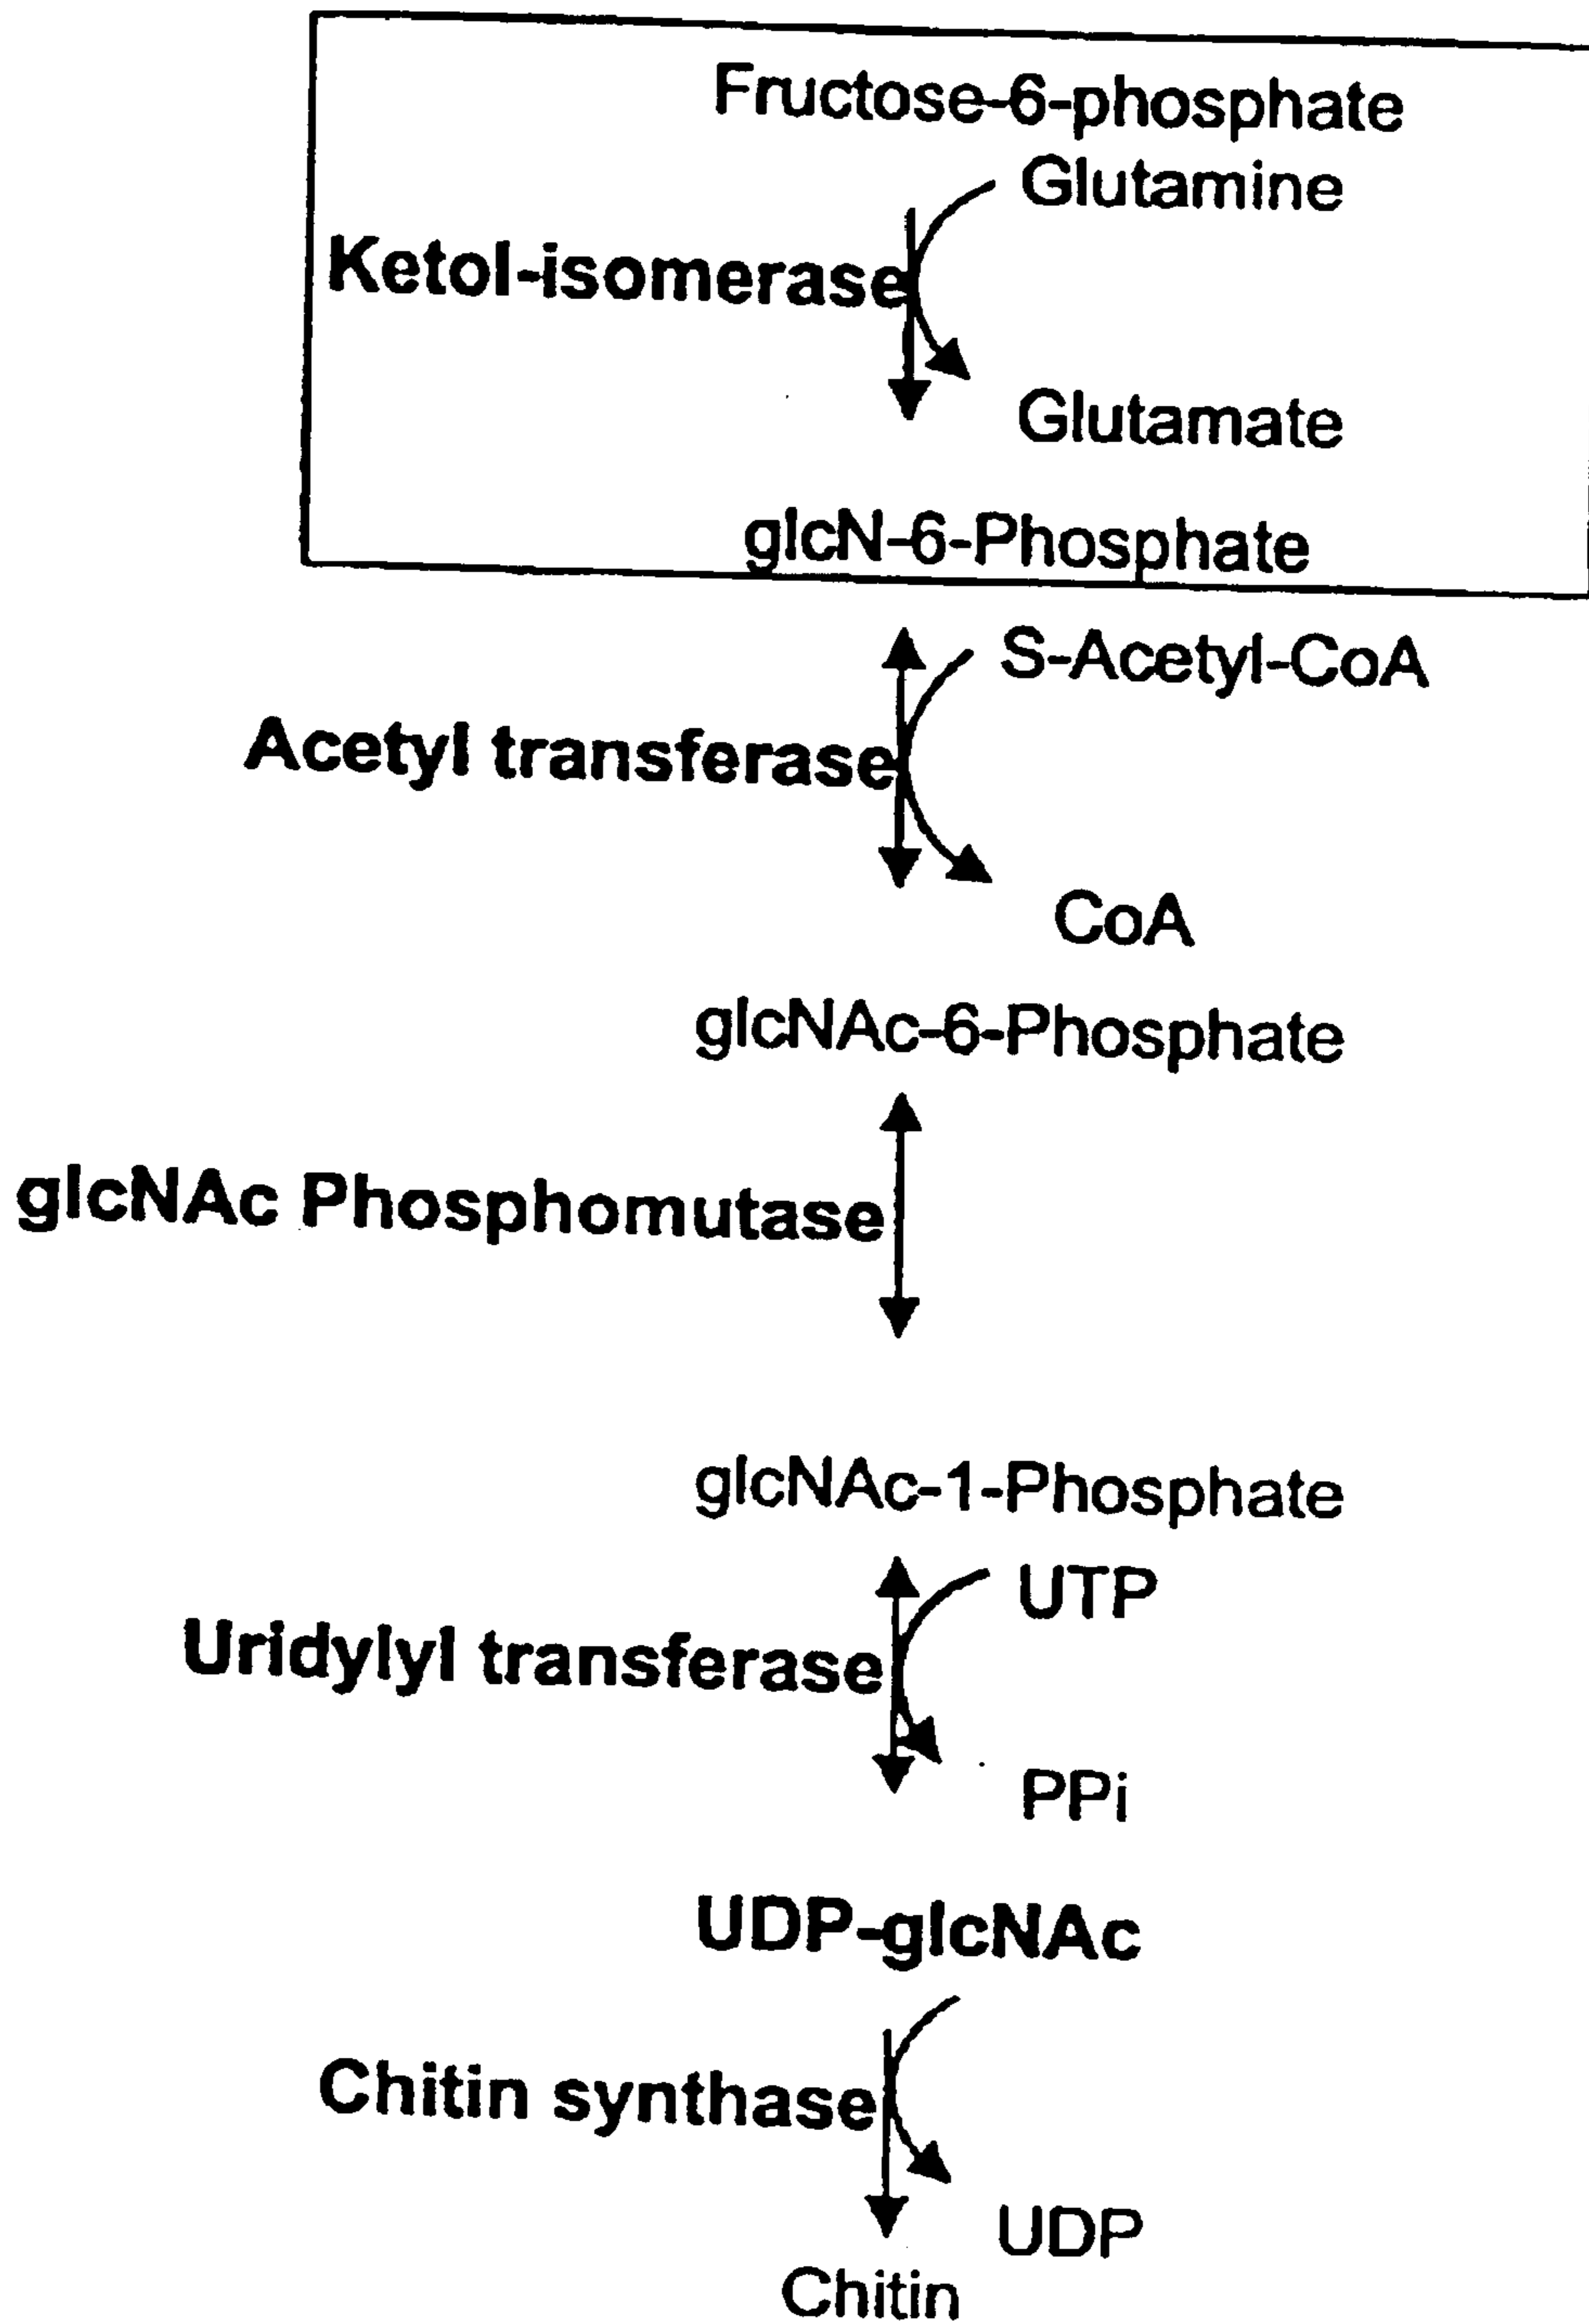 Fructose-6-phosphate
Glutamine
Ketol-isomerase
Glutamate
glcN-6-Phosphate
S-Acetyl-CoA
Acetyl transferase
CoA
glcNAc-6-Phosphate
glcNAc Phosphomutase
glcNAc-1-Phosphate
UTP
Uridylyl transferase
PPi
UDP-glcNAc
Chitin synthase
UDP
Chitin